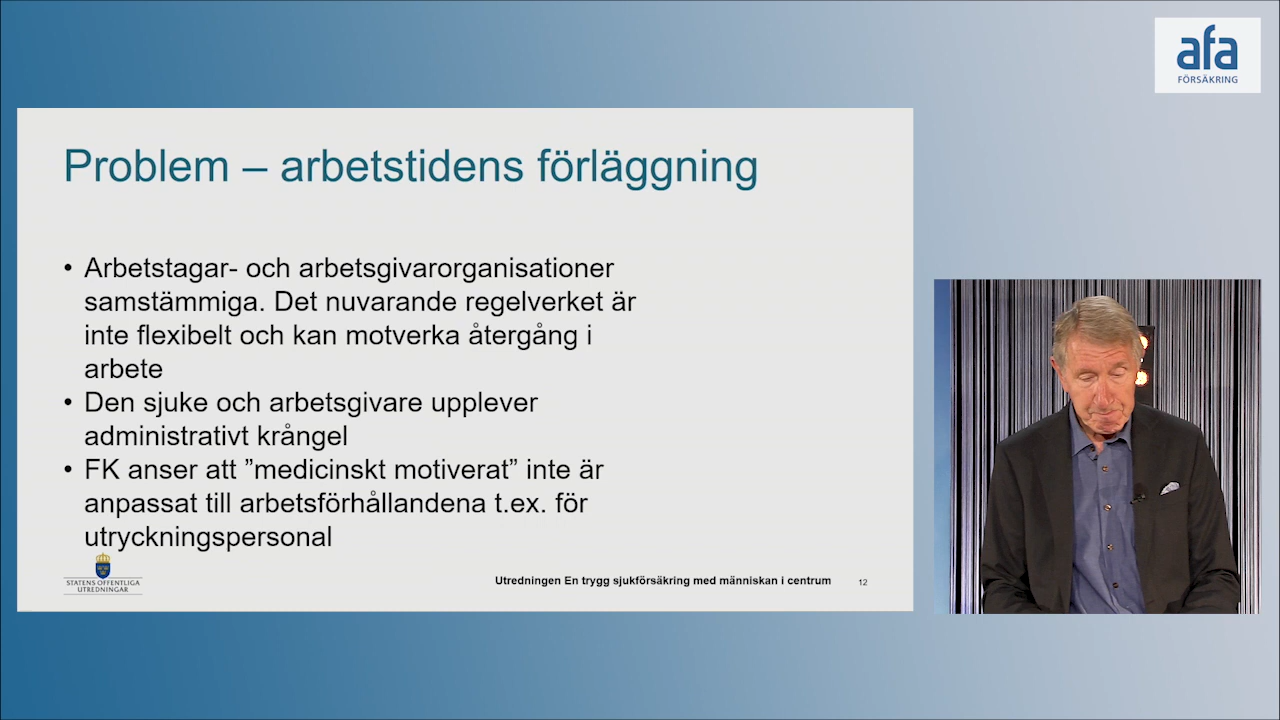 afa
FÖRSÄKRING
Problem – arbetstidens förläggning
• Arbetstagar- och arbetsgivarorganisationer
samstämmiga. Det nuvarande regelverket är
inte flexibelt och kan motverka återgång i
arbete
• Den sjuke och arbetsgivare upplever
administrativt krångel
• FK anser att ”medicinskt motiverat” inte är
anpassat till arbetsförhållandena t.ex. för
utryckningspersonal
STATENS OFFENTLIGA
UTREDNINGAR
Utredningen En trygg sjukförsäkring med människan i centrum
12